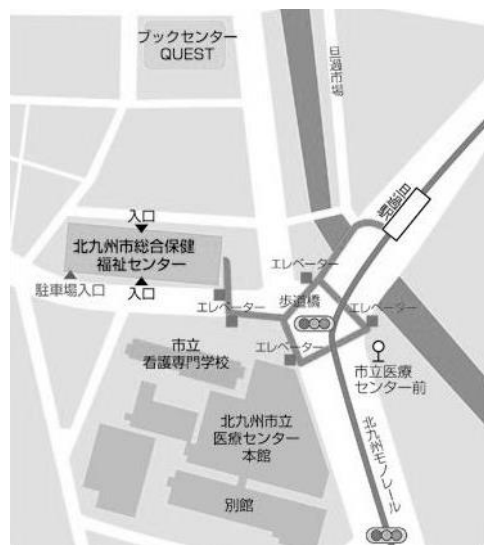 ブックセンター
QUEST
旦過市場
旦過駅
入口
北九州市総合保健
福祉センター
駐車場入口
入口
エレベーター
エレベーター
歩道橋
エレベーター
エレベーター
市立
看護専門学校
市立医療
センター前
北九州市立
医療センター
本館
北九州モノレール
別館